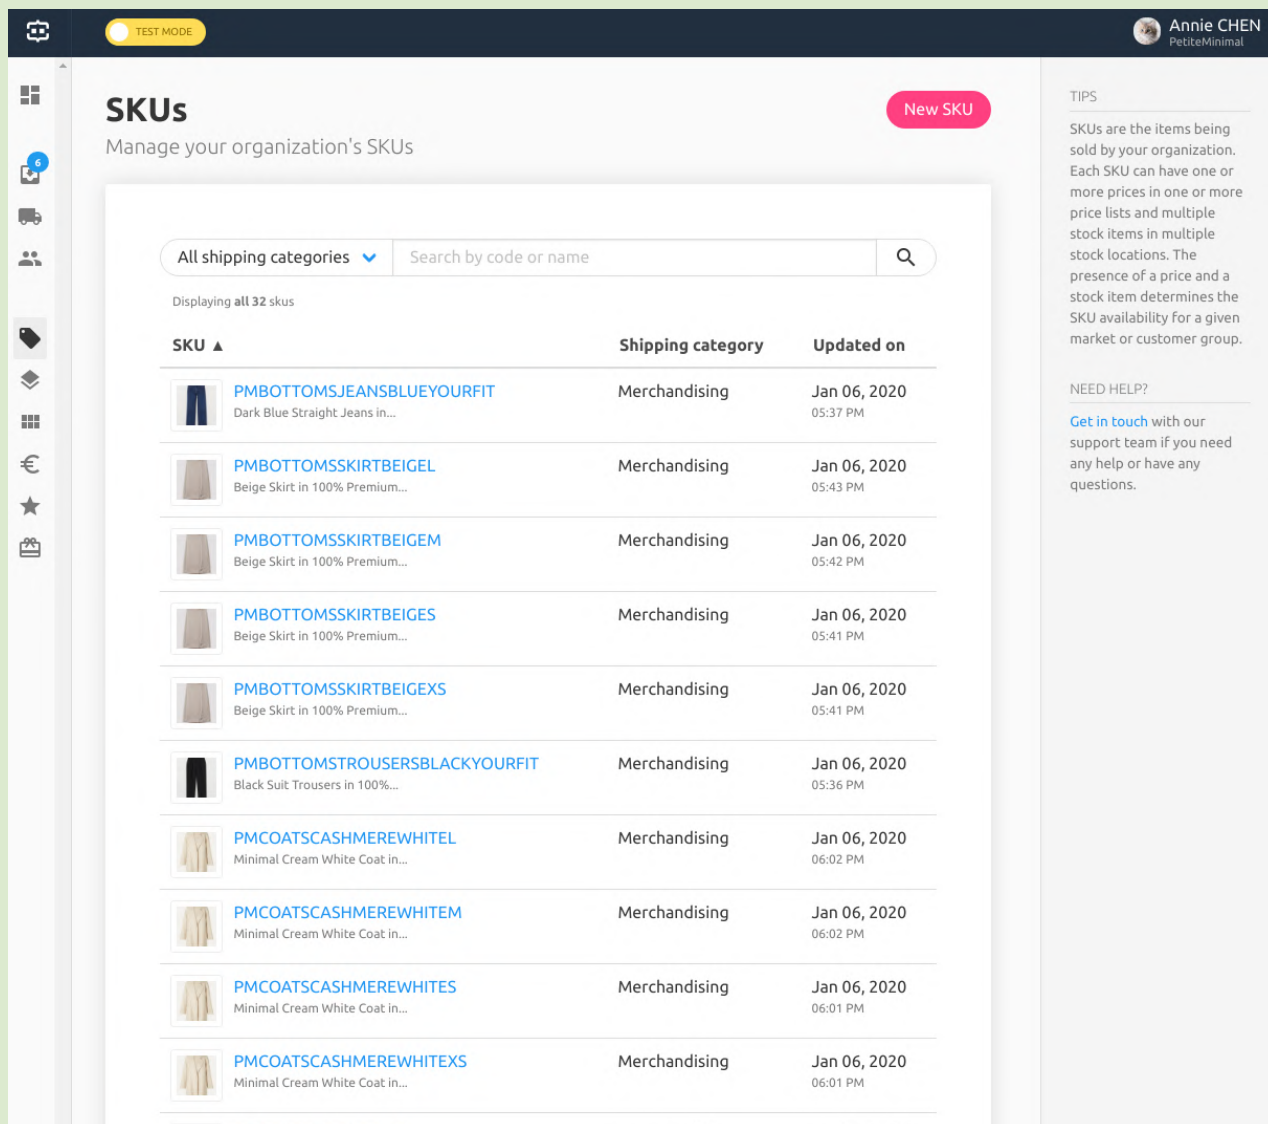 TEST MODE
Annie CHEN
PetiteMinimal
6
SKUs
Manage your organization's SKUs
New SKU
All shipping categories
Search by code or name
Displaying all 32 skus
SKU ▲ Shipping category Updated on
PMBOTTOMSJEANSBLUEYOURFIT Merchandising Jan 06, 2020
Dark Blue Straight Jeans in... 05:37 PM
PMBOTTOMSSKIRTBEIGEL Merchandising Jan 06, 2020
Beige Skirt in 100% Premium... 05:43 PM
PMBOTTOMSSKIRTBEIGEM Merchandising Jan 06, 2020
Beige Skirt in 100% Premium... 05:42 PM
PMBOTTOMSSKIRTBEIGES Merchandising Jan 06, 2020
Beige Skirt in 100% Premium... 05:41 PM
PMBOTTOMSSKIRTBEIGEXS Merchandising Jan 06, 2020
Beige Skirt in 100% Premium... 05:41 PM
PMBOTTOMSTROUSERSBLACKYOURFIT Merchandising Jan 06, 2020
Black Suit Trousers in 100%... 05:36 PM
PMCOATSCASHMEREWHITEL Merchandising Jan 06, 2020
Minimal Cream White Coat in... 06:02 PM
PMCOATSCASHMEREWHITEM Merchandising Jan 06, 2020
Minimal Cream White Coat in... 06:02 PM
PMCOATSCASHMEREWHITES Merchandising Jan 06, 2020
Minimal Cream White Coat in... 06:01 PM
PMCOATSCASHMEREWHITEXS Merchandising Jan 06, 2020
Minimal Cream White Coat in... 06:01 PM
TIPS
SKUs are the items being
sold by your organization.
Each SKU can have one or
more prices in one or more
price lists and multiple
stock items in multiple
stock locations. The
presence of a price and a
stock item determines the
SKU availability for a given
market or customer group.
NEED HELP?
Get in touch with our
support team if you need
any help or have any
questions.